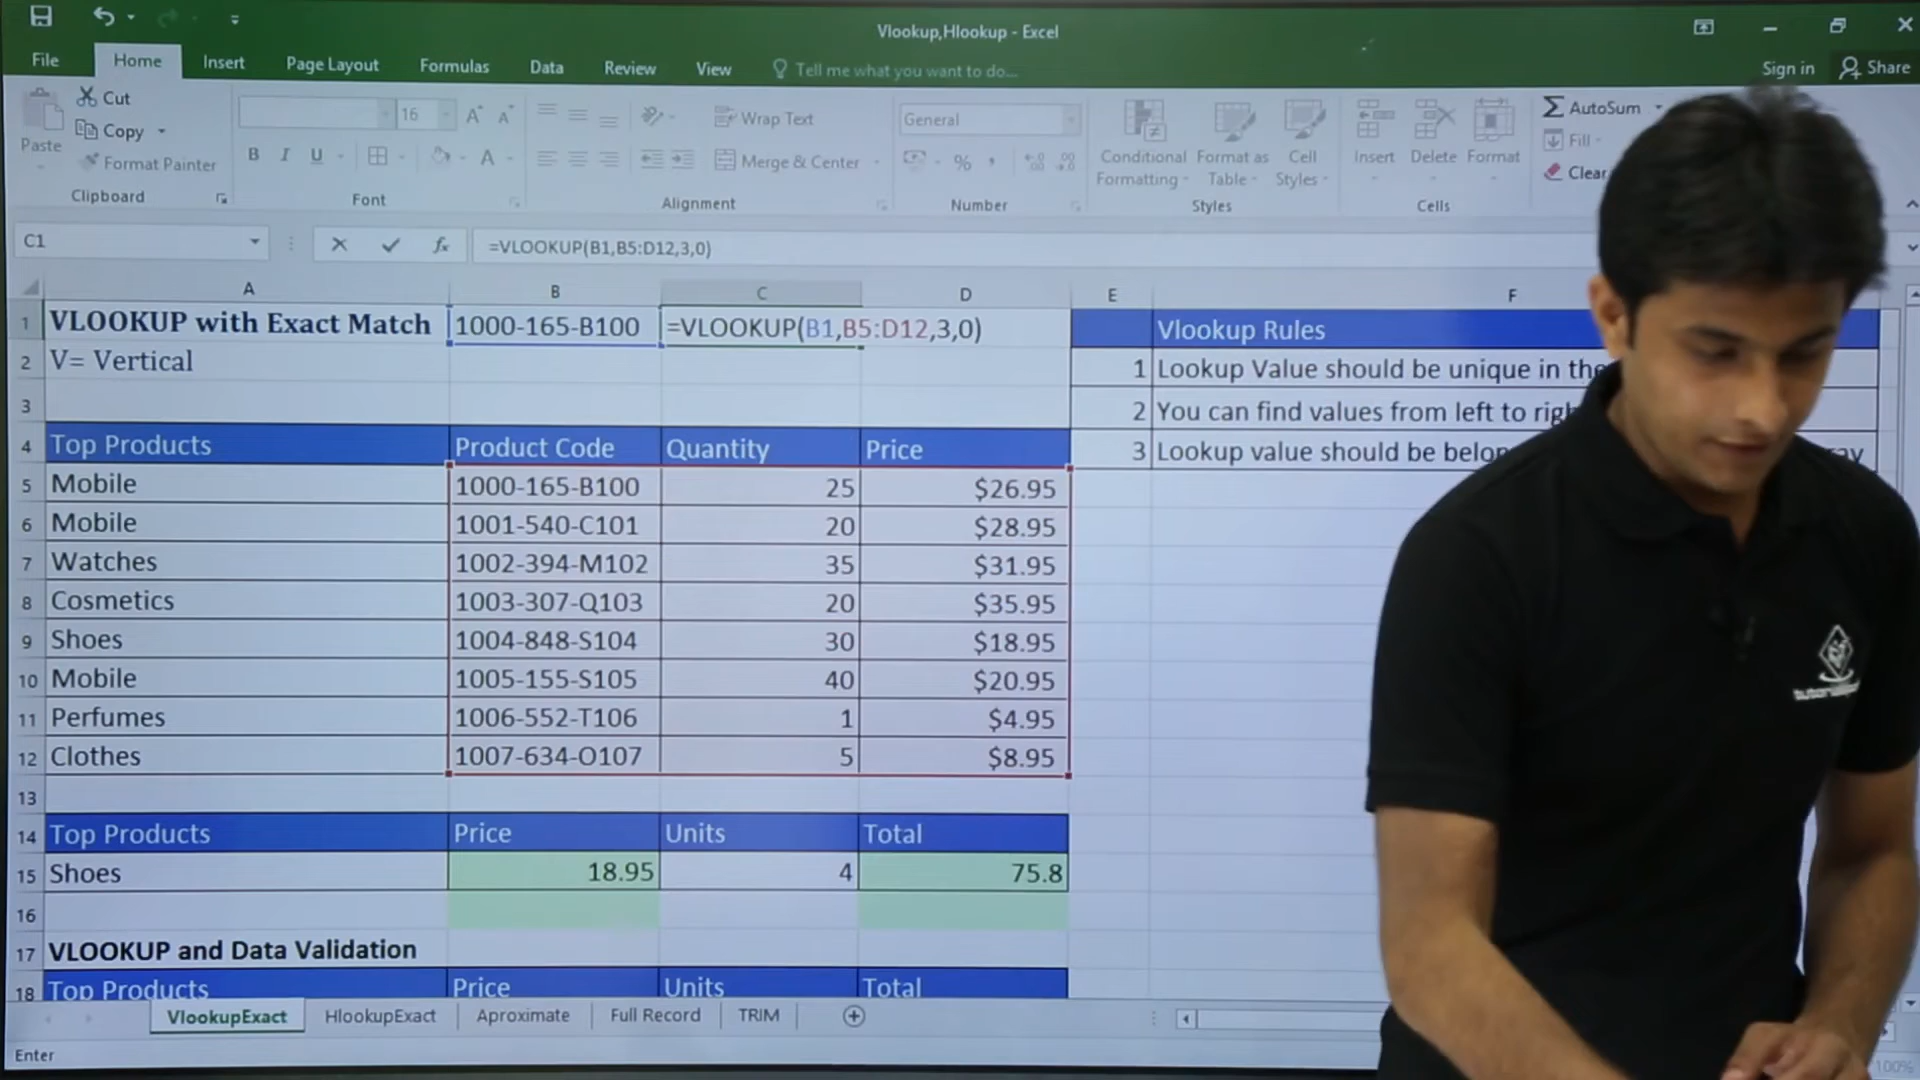 Vlookup,Hlookup - Excel
File Home Insert Page Layout Formulas Data Review View Tell me what you want to do... Sign in Share
Paste Cut Copy Format Painter
Clipboard
16
B I U A
Font
Wrap Text
Merge & Center
Alignment
General
%
Number
Conditional Formatting
Format as Table
Cell Styles
Styles
Insert Delete Format
Cells
AutoSum
Fill
Clear
C1 fx =VLOOKUP(B1,B5:D12,3,0)
A B C D E F
1 VLOOKUP with Exact Match 1000-165-B100 =VLOOKUP(B1,B5:D12,3,0) Vlookup Rules
2 V= Vertical 1 Lookup Value should be unique in the
3 2 You can find values from left to
4 Top Products Product Code Quantity Price 3 Lookup value should be
5 Mobile 1000-165-B100 25 $26.95
6 Mobile 1001-540-C101 20 $28.95
7 Watches 1002-394-M102 35 $31.95
8 Cosmetics 1003-307-Q103 20 $35.95
9 Shoes 1004-848-S104 30 $18.95
10 Mobile 1005-155-S105 40 $20.95
11 Perfumes 1006-552-T106 1 $4.95
12 Clothes 1007-634-O107 5 $8.95
13
14 Top Products Price Units Total
15 Shoes 18.95 4 75.8
16
17 VLOOKUP and Data Validation
18 Top Products Price Units Total
VlookupExact HlookupExact Aproximate Full Record TRIM
Enter
100%